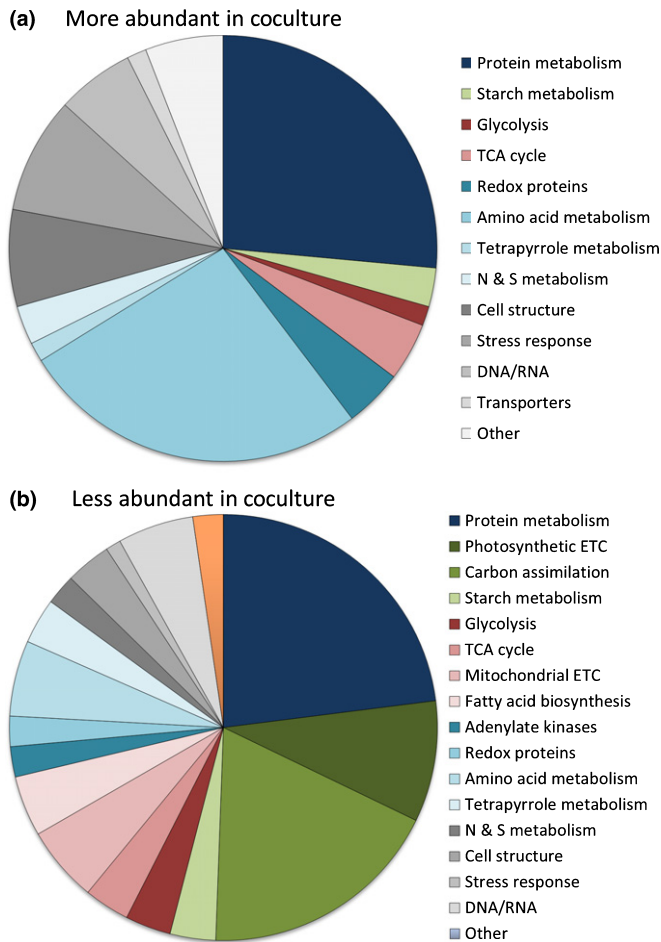 (a) More abundant in coculture
Protein metabolism
Starch metabolism
Glycolysis
TCA cycle
Redox proteins
Amino acid metabolism
Tetrapyrrole metabolism
N & S metabolism
Cell structure
Stress response
DNA/RNA
Transporters
Other
(b) Less abundant in coculture
Protein metabolism
Photosynthetic ETC
Carbon assimilation
Starch metabolism
Glycolysis
TCA cycle
Mitochondrial ETC
Fatty acid biosynthesis
Adenylate kinases
Redox proteins
Amino acid metabolism
Tetrapyrrole metabolism
N & S metabolism
Cell structure
Stress response
DNA/RNA
Other